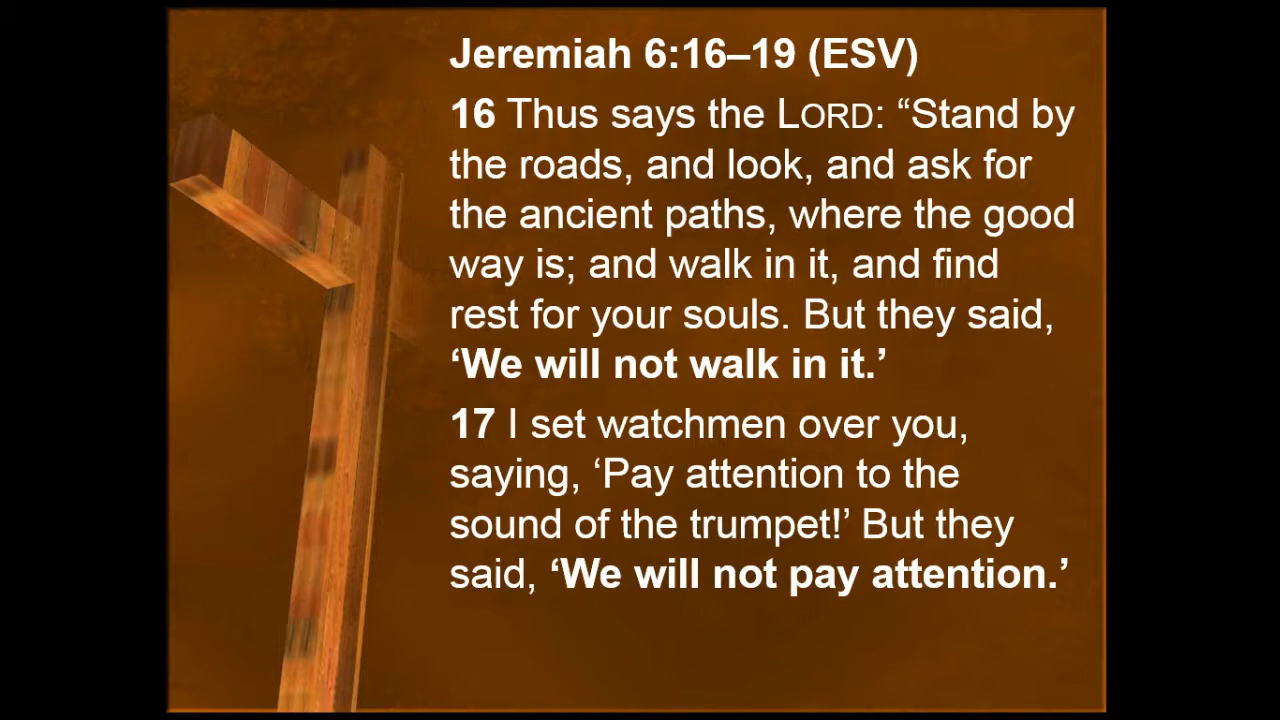 Jeremiah 6:16–19 (ESV)
16 Thus says the LORD: “Stand by
the roads, and look, and ask for
the ancient paths, where the good
way is; and walk in it, and find
rest for your souls. But they said,
‘We will not walk in it.’
17 I set watchmen over you,
saying, ‘Pay attention to the
sound of the trumpet!’ But they
said, ‘We will not pay attention.’